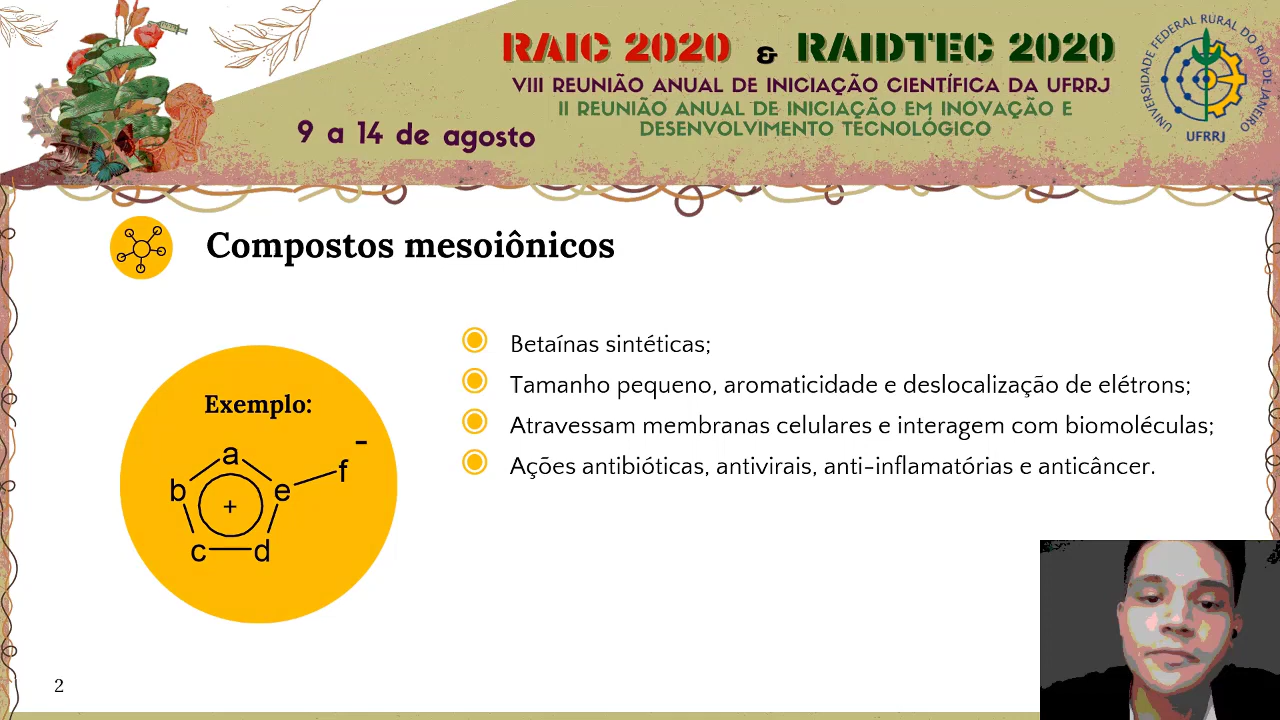 RAIC 2020 & RAIDTEC 2020
VIII REUNIÃO ANUAL DE INICIAÇÃO CIENTÍFICA DA UFRRJ
II REUNIÃO ANUAL DE INICIAÇÃO EM INOVAÇÃO E
DESENVOLVIMENTO TECNOLÓGICO
9 a 14 de agosto
UNIVERSIDADE FEDERAL RURAL DO RIO DE JANEIRO
UFRRJ
Compostos mesoiônicos
Betaínas sintéticas;
Tamanho pequeno, aromaticidade e deslocalização de elétrons;
Atravessam membranas celulares e interagem com biomoléculas;
Ações antibióticas, antivirais, anti-inflamatórias e anticâncer.
Exemplo:
-
a
f
b
e
+
c
d
2